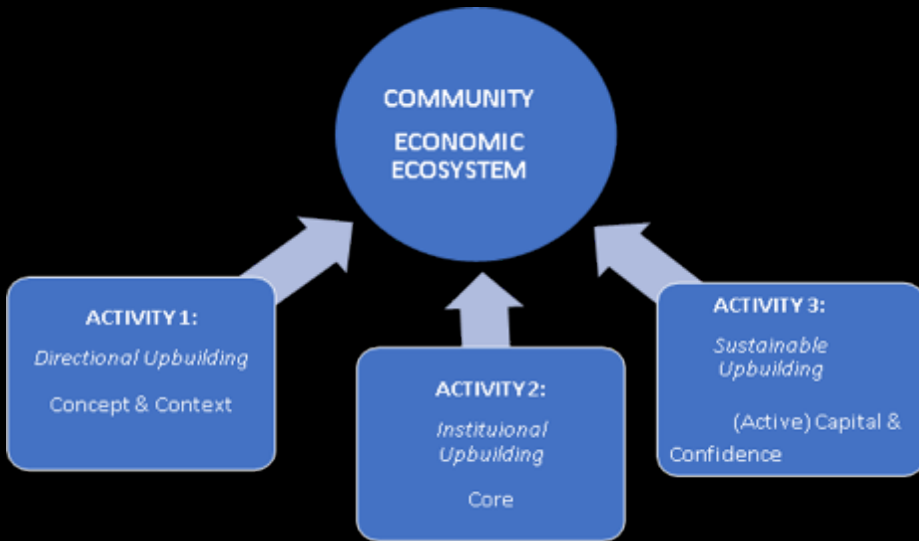 COMMUNITY
ECONOMIC
ECOSYSTEM
ACTIVITY 1:
Directional Upbuilding
Concept & Context
ACTIVITY 2:
Instituional
Upbuilding
Core
ACTIVITY 3:
Sustainable
Upbuilding
(Active) Capital &
Confidence